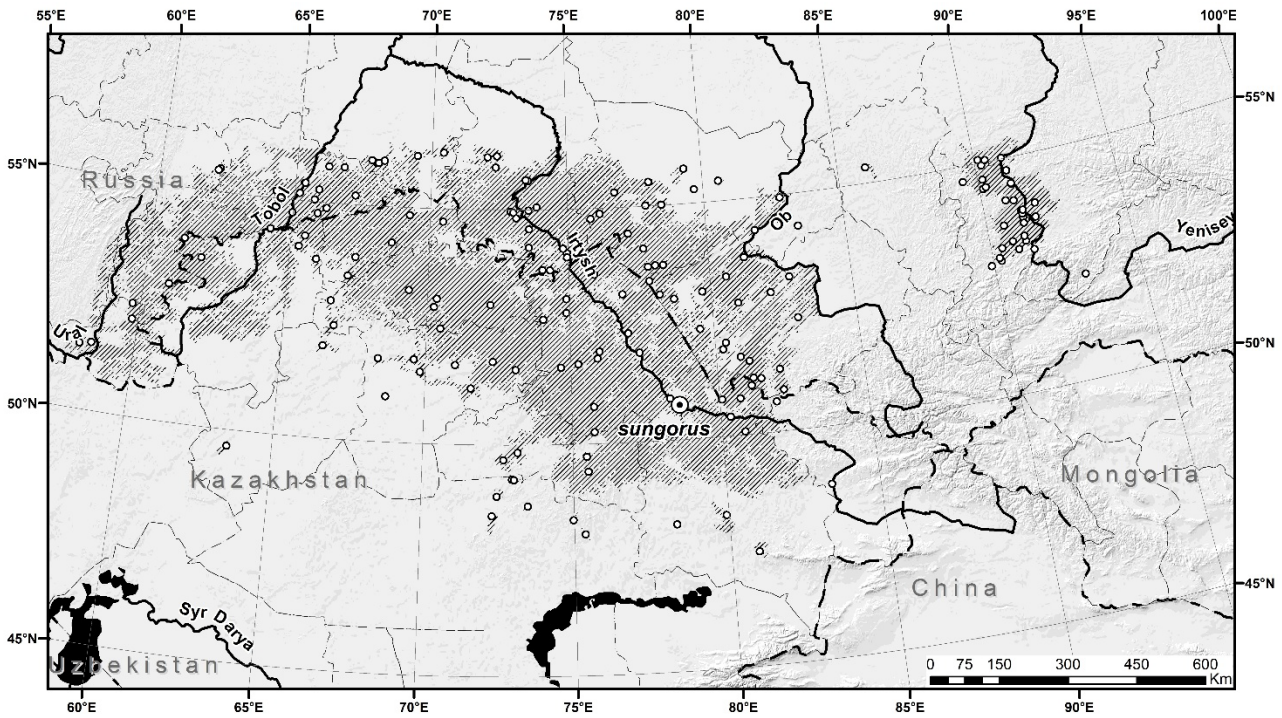 55°E 60°E 65°E 70°E 75°E 80°E 85°E 90°E 95°E 100°E
55°N
55°N
Russia
Tobol
Irtysh
Ob
Yenisey
Ural
50°N
50°N
sungorus
Kazakhstan
Mongolia
China
45°N
45°N
Syr Darya
Uzbekistan
0 75 150 300 450 600
Km
60°E 65°E 70°E 75°E 80°E 85°E 90°E